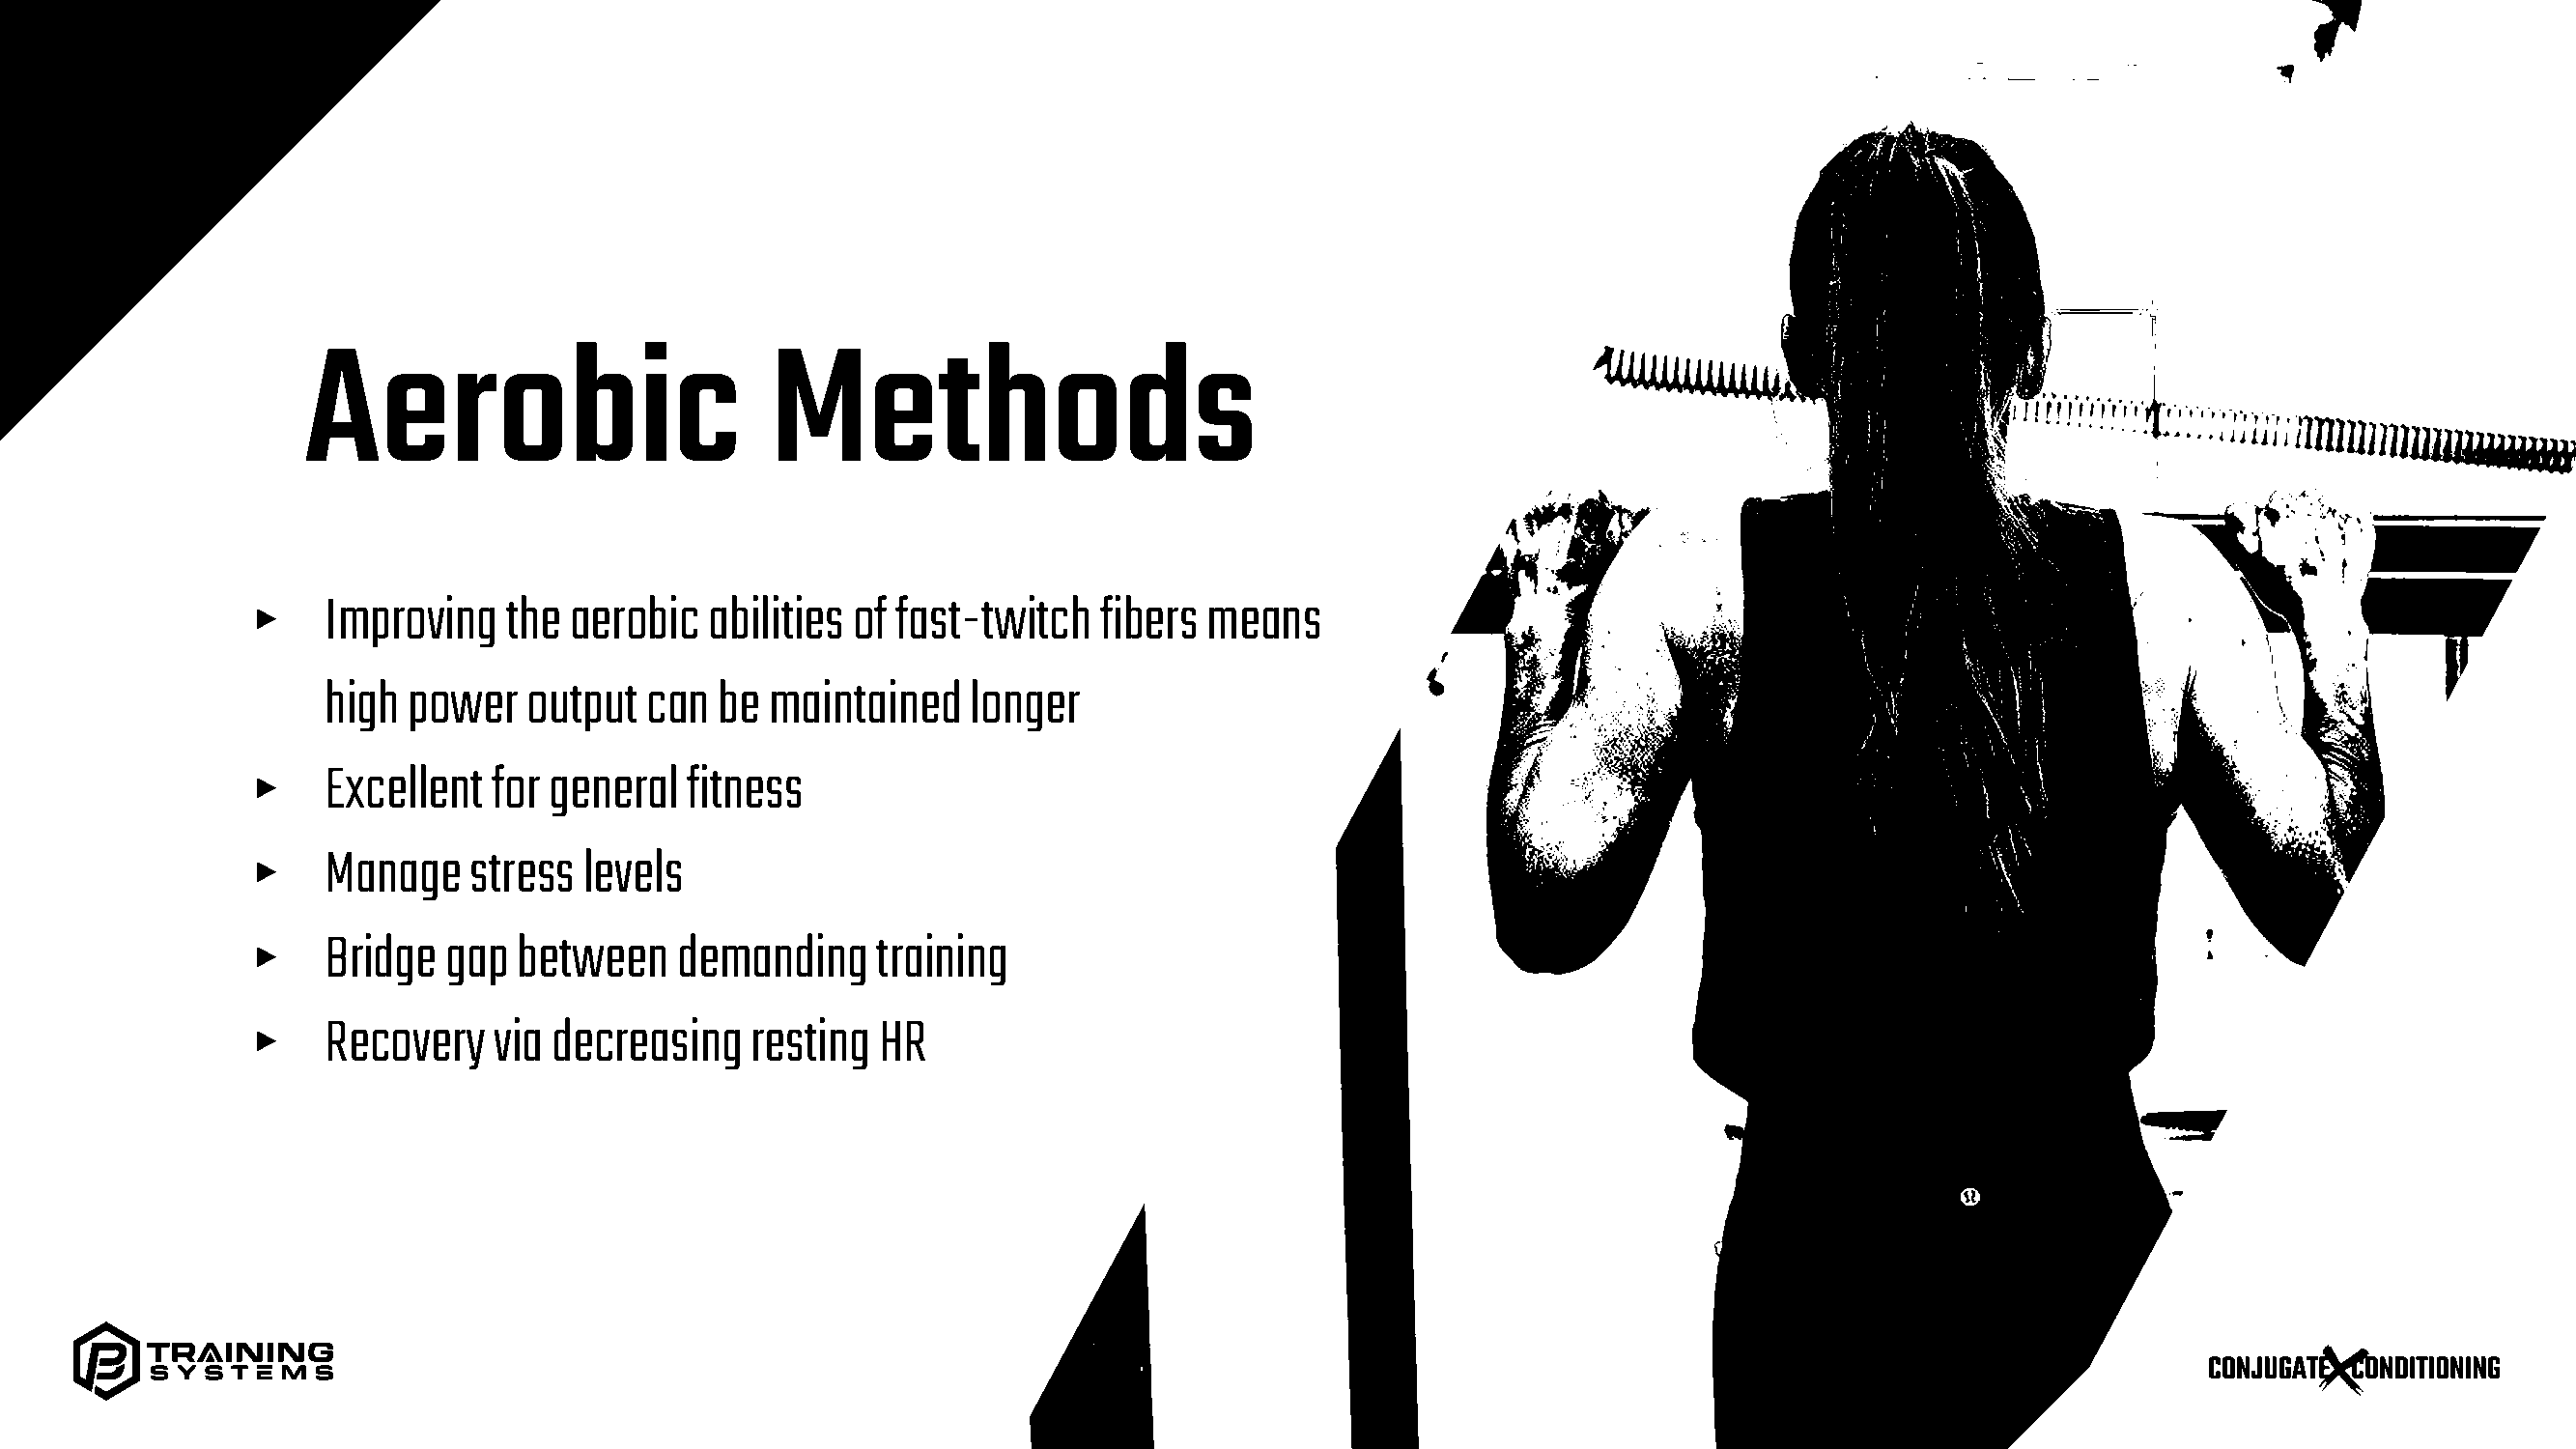 Aerobic Methods
▸ Improving the aerobic abilities of fast-twitch fibers means
high power output can be maintained longer
▸ Excellent for general fitness
▸ Manage stress levels
▸ Bridge gap between demanding training
▸ Recovery via decreasing resting HR
TRAINING
SYSTEMS
CONJUGATE X CONDITIONING